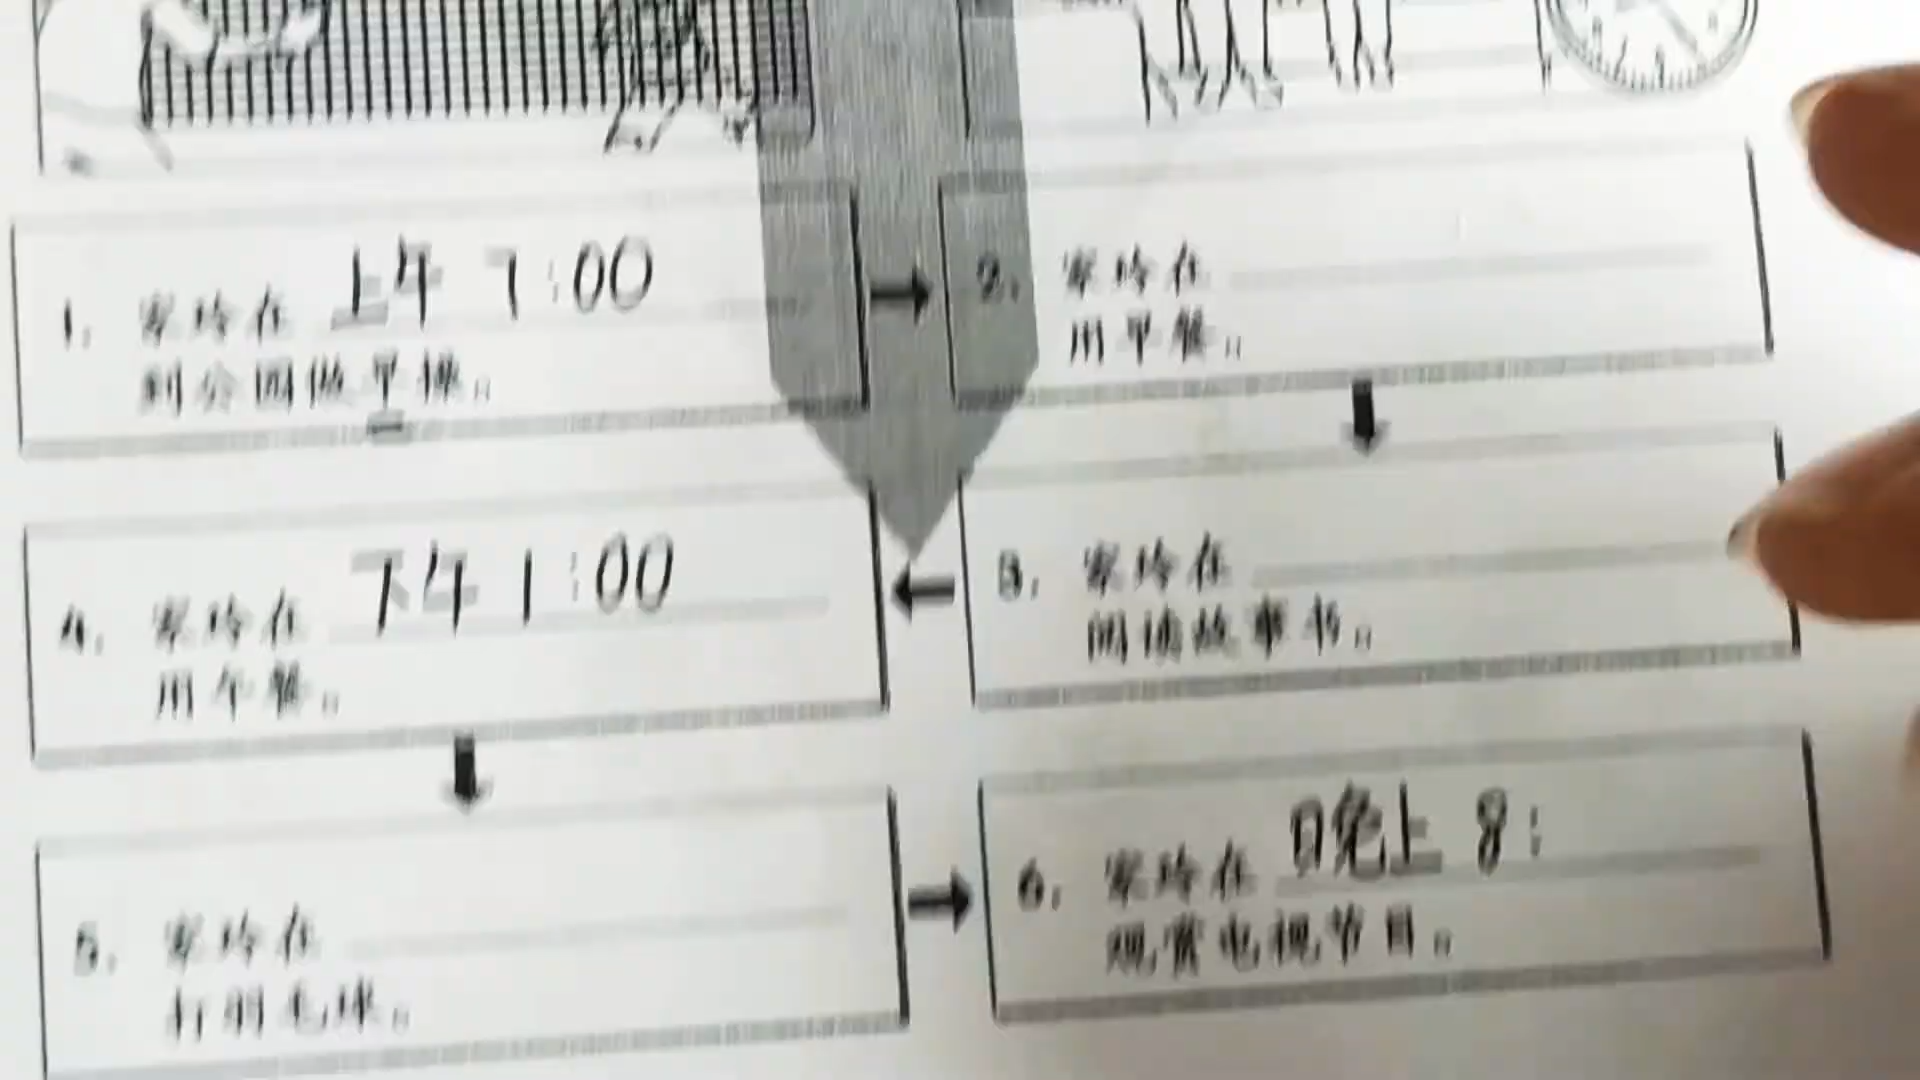 1. 家玲在 上午 7:00
到公园做早操。
2. 家玲在
用早餐。
3. 家玲在
阅读故事书。
4. 家玲在 下午 1:00
用午餐。
5. 家玲在
打羽毛球。
6. 家玲在 晚上 8:
观赏电视节目。